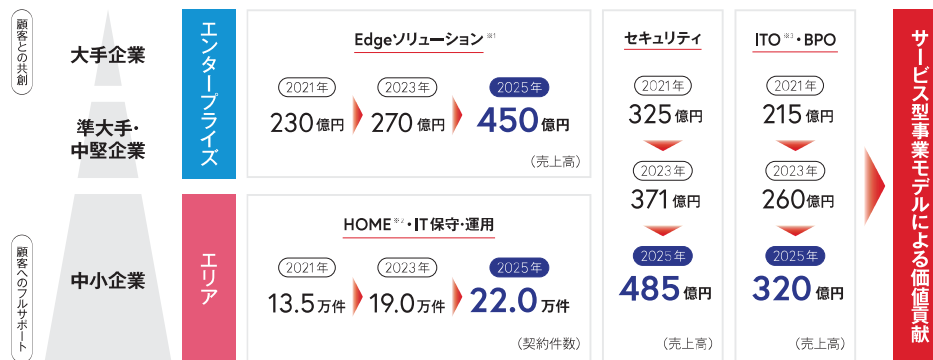 顧客との共創
大手企業
準大手・
中堅企業
中小企業
顧客へのフルサポート
エンタープライズ
エリア
Edgeソリューション※1
2021年
230億円
2023年
270億円
2025年
450億円
（売上高）
HOME※2・IT保守・運用
2021年
13.5万件
2023年
19.0万件
2025年
22.0万件
（契約件数）
セキュリティ
2021年
325億円
2023年
371億円
2025年
485億円
（売上高）
ITO※3・BPO
2021年
215億円
2023年
260億円
2025年
320億円
（売上高）
サービス型事業モデルによる価値貢献